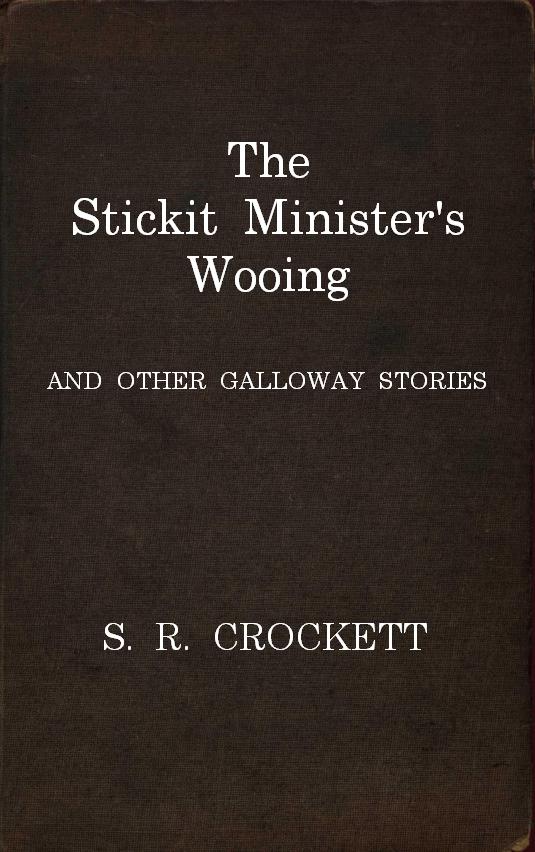 The
Stickit Minister's
Wooing
AND OTHER GALLOWAY STORIES
S. R. CROCKETT